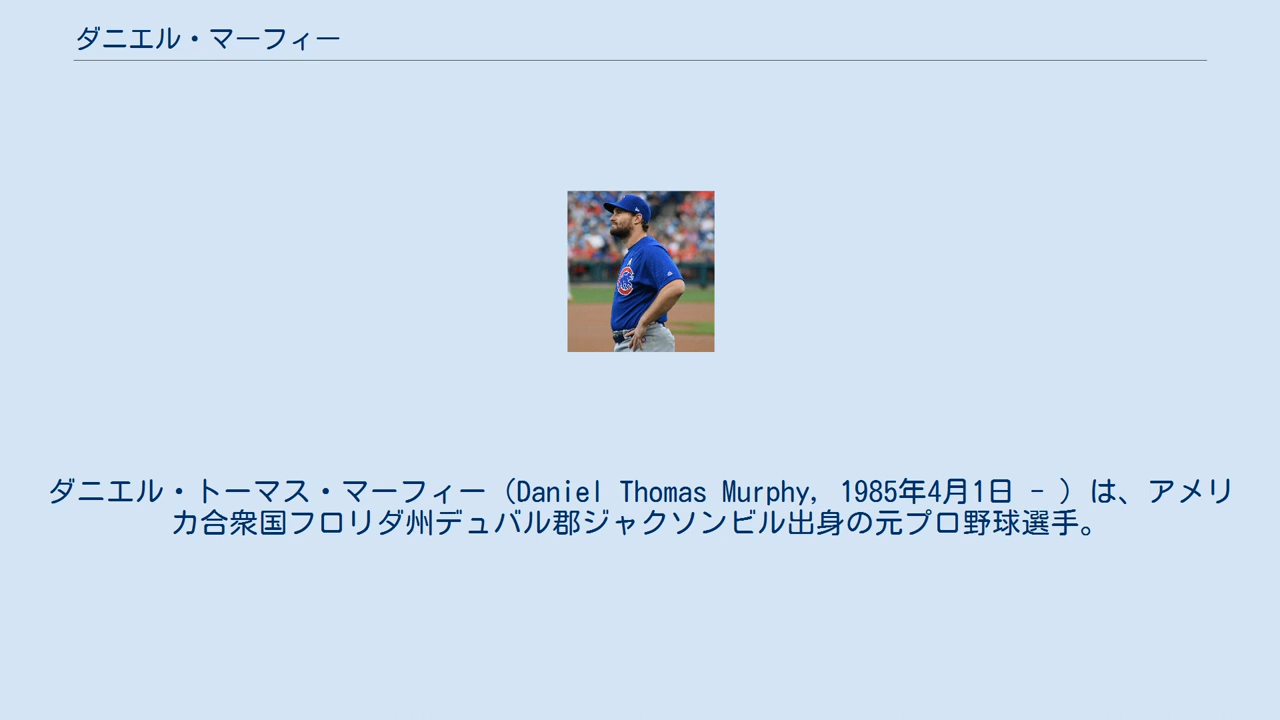 ダニエル・マーフィー
ダニエル・トーマス・マーフィー（Daniel Thomas Murphy, 1985年4月1日 - ）は、アメリ
カ合衆国フロリダ州デュバル郡ジャクソンビル出身の元プロ野球選手。